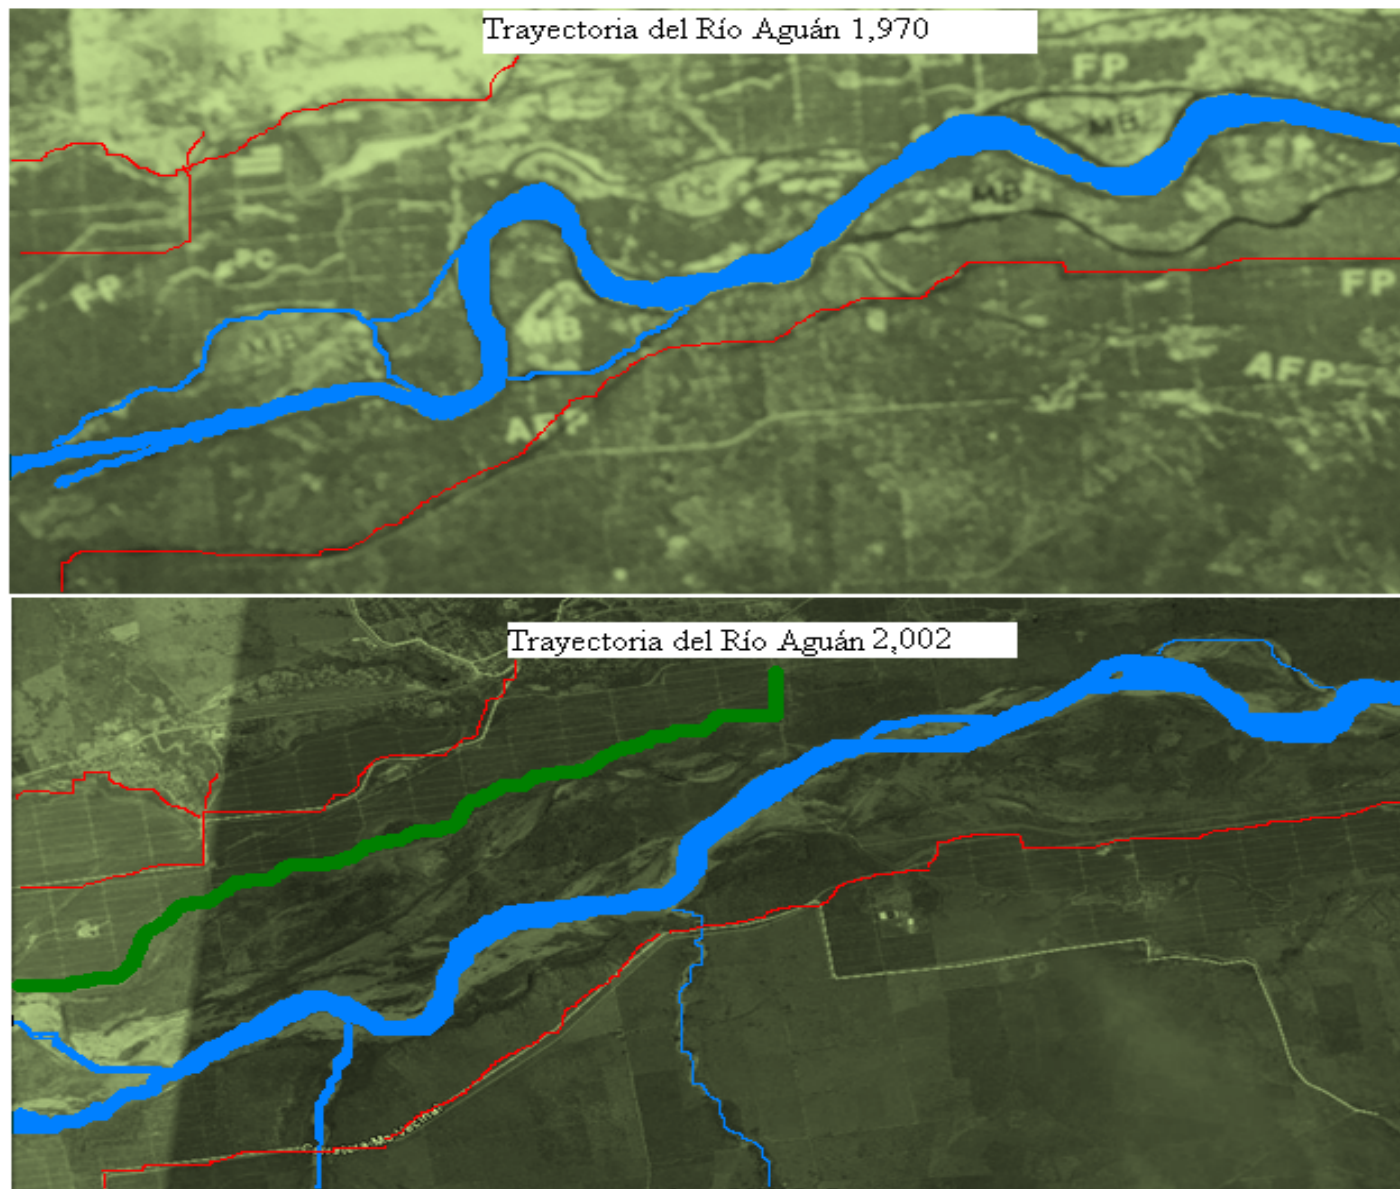 Trayectoria del Río Aguán 1,970
FP
MB
PC
MB
PC
FP
FP
MB
MB
AFP
AFP
Trayectoria del Río Aguán 2,002